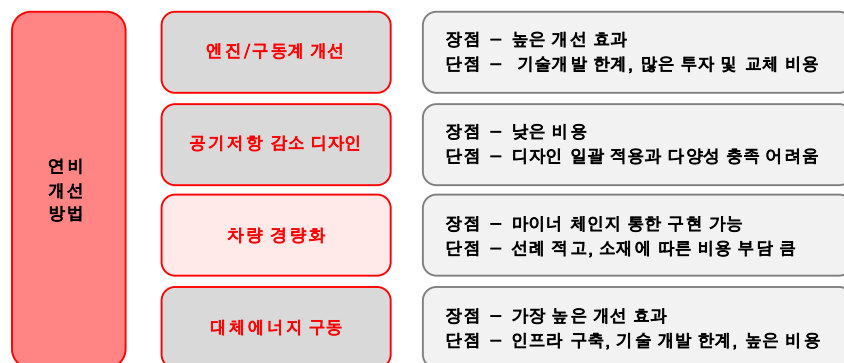 연비
개선
방법
엔진/구동계 개선
장점 – 높은 개선 효과
단점 – 기술개발 한계, 많은 투자 및 교체 비용
공기저항 감소 디자인
장점 – 낮은 비용
단점 – 디자인 일괄 적용과 다양성 충족 어려움
차량 경량화
장점 – 마이너 체인지 통한 구현 가능
단점 – 선례 적고, 소재에 따른 비용 부담 큼
대체에너지 구동
장점 – 가장 높은 개선 효과
단점 – 인프라 구축, 기술 개발 한계, 높은 비용